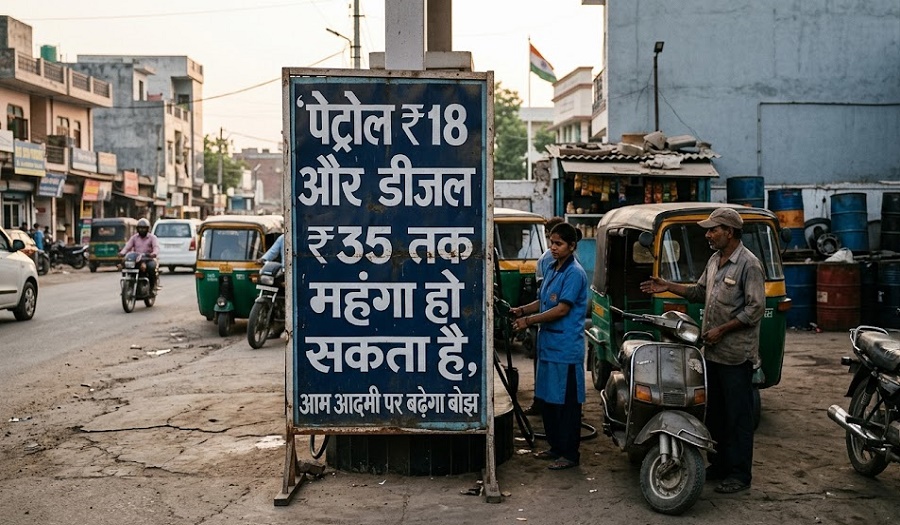 ‘पेट्रोल ₹18
और डीजल
₹35 तक
महंगा हो
सकता है,
आम आदमी पर बढ़ेगा बोझ